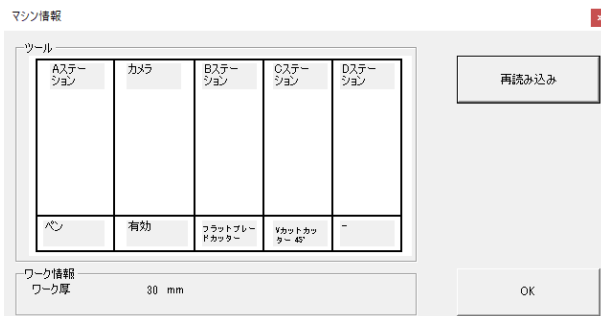 マシン情報
ツール
Aステー
ション
カメラ
Bステー
ション
Cステー
ション
Dステー
ション
ペン
有効
フラットブレー
ドカッター
Vカットカッ
ター 45°
-
再読み込み
ワーク情報
ワーク厚 30 mm
OK